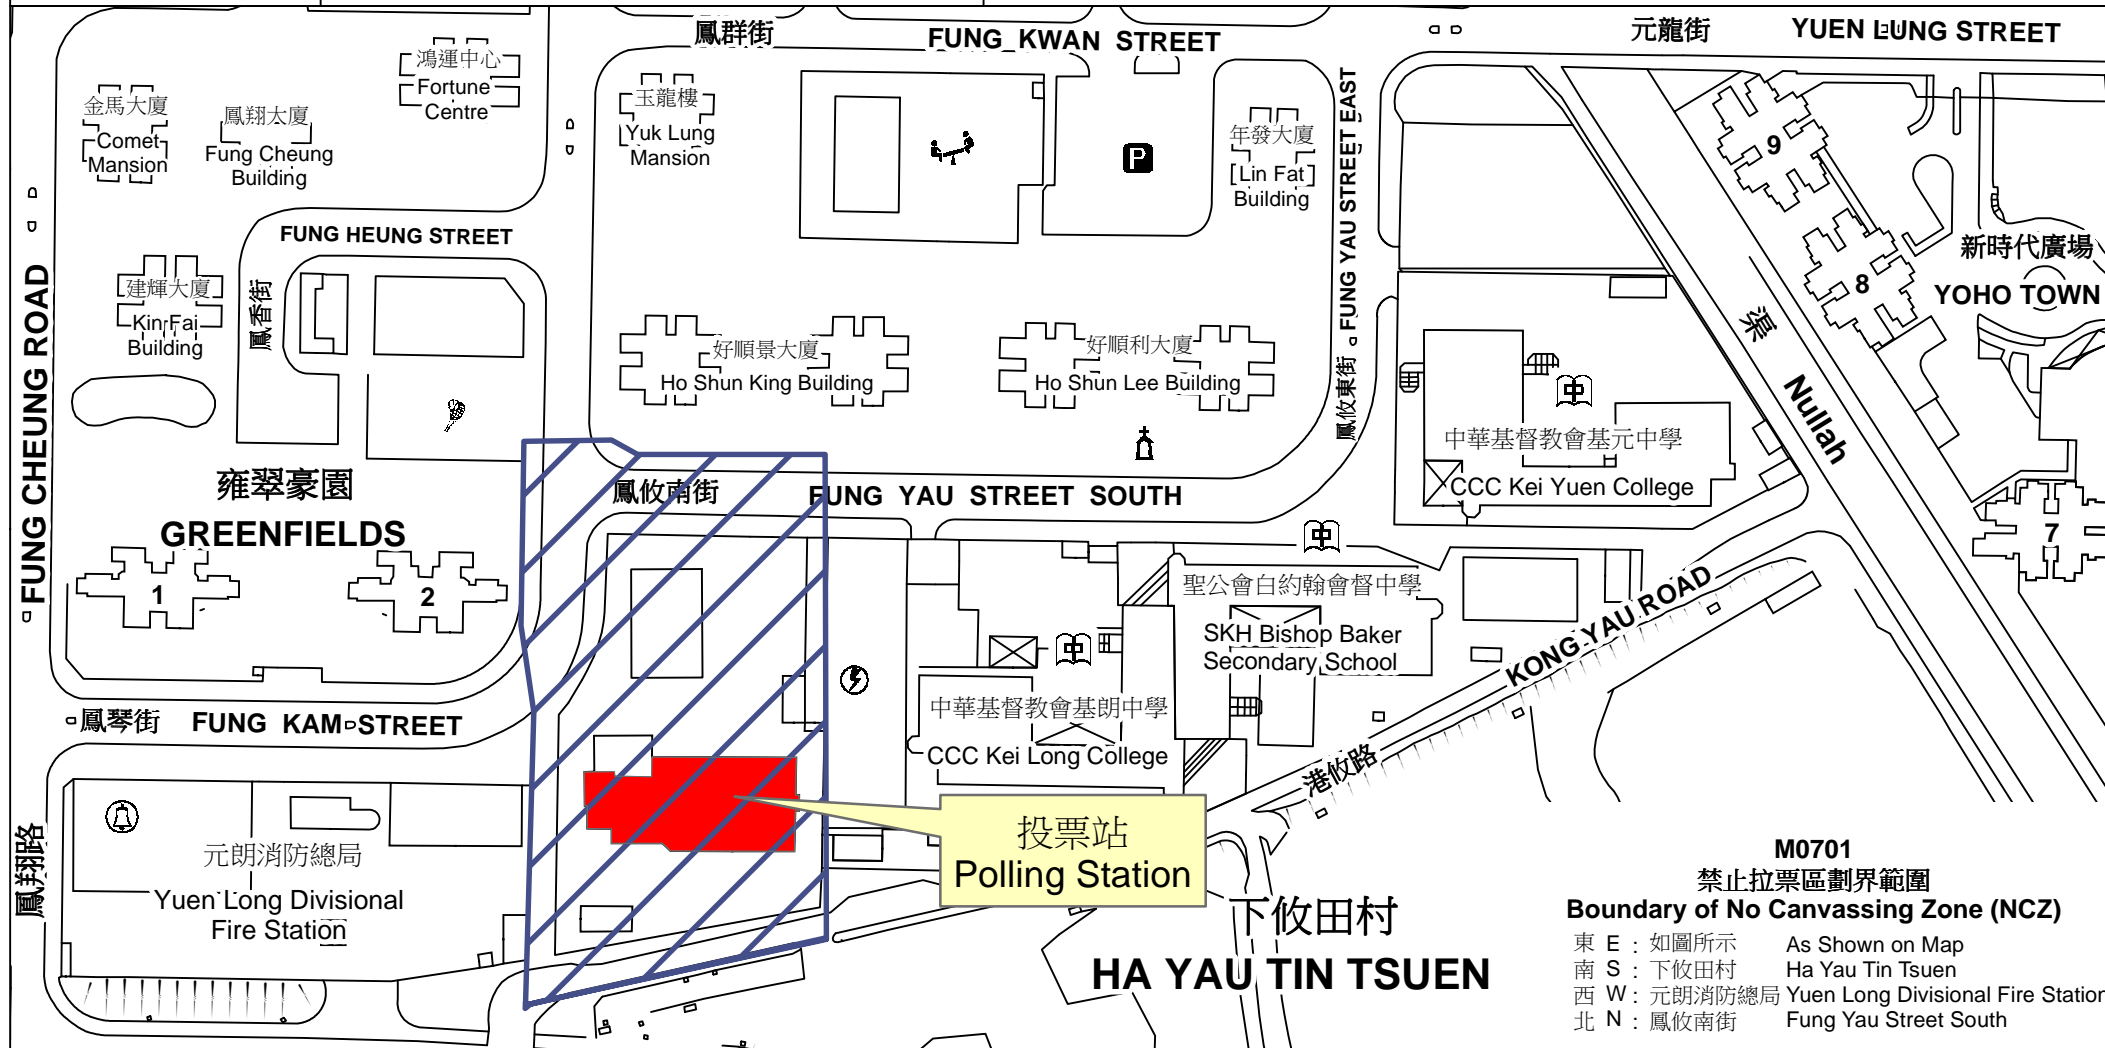 鳳群街
FUNG KWAN STREET
元龍街
YUEN LUNG STREET
鴻運中心
Fortune
Centre
金馬大廈
Comet
Mansion
鳳翔大廈
Fung Cheung
Building
玉龍樓
Yuk Lung
Mansion
P
年發大廈
Lin Fat
Building
FUNG YAU STREET EAST
鳳攸東街
9
8
7
新時代廣場
YOHO TOWN
FUNG HEUNG STREET
鳳香街
建輝大廈
Kin Fai
Building
FUNG CHEUNG ROAD
好順景大廈
Ho Shun King Building
好順利大廈
Ho Shun Lee Building
渠
Nullah
中
中華基督教會基元中學
CCC Kei Yuen College
雍翠豪園
GREENFIELDS
1
2
鳳攸南街
FUNG YAU STREET SOUTH
中
聖公會白約翰會督中學
SKH Bishop Baker
Secondary School
中
中華基督教會基朗中學
CCC Kei Long College
KONG YAU ROAD
港攸路
鳳琴街
FUNG KAM STREET
鳳翔路
元朗消防總局
Yuen Long Divisional
Fire Station
投票站
Polling Station
下攸田村
HA YAU TIN TSUEN
M0701
禁止拉票區劃界範圍
Boundary of No Canvassing Zone (NCZ)
東 E : 如圖所示 As Shown on Map
南 S : 下攸田村 Ha Yau Tin Tsuen
西 W : 元朗消防總局 Yuen Long Divisional Fire Station
北 N : 鳳攸南街 Fung Yau Street South